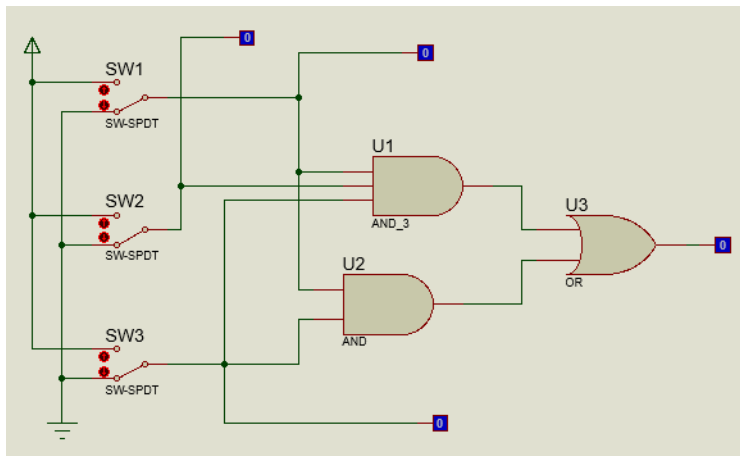 0
0
SW1
SW-SPDT
U1
AND_3
SW2
SW-SPDT
U3
0
OR
U2
AND
SW3
SW-SPDT
0